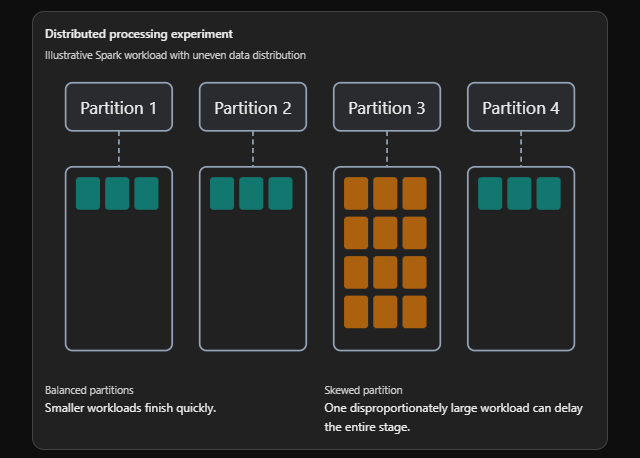 Distributed processing experiment
Illustrative Spark workload with uneven data distribution
Partition 1
Partition 2
Partition 3
Partition 4
Balanced partitions
Smaller workloads finish quickly.
Skewed partition
One disproportionately large workload can delay
the entire stage.